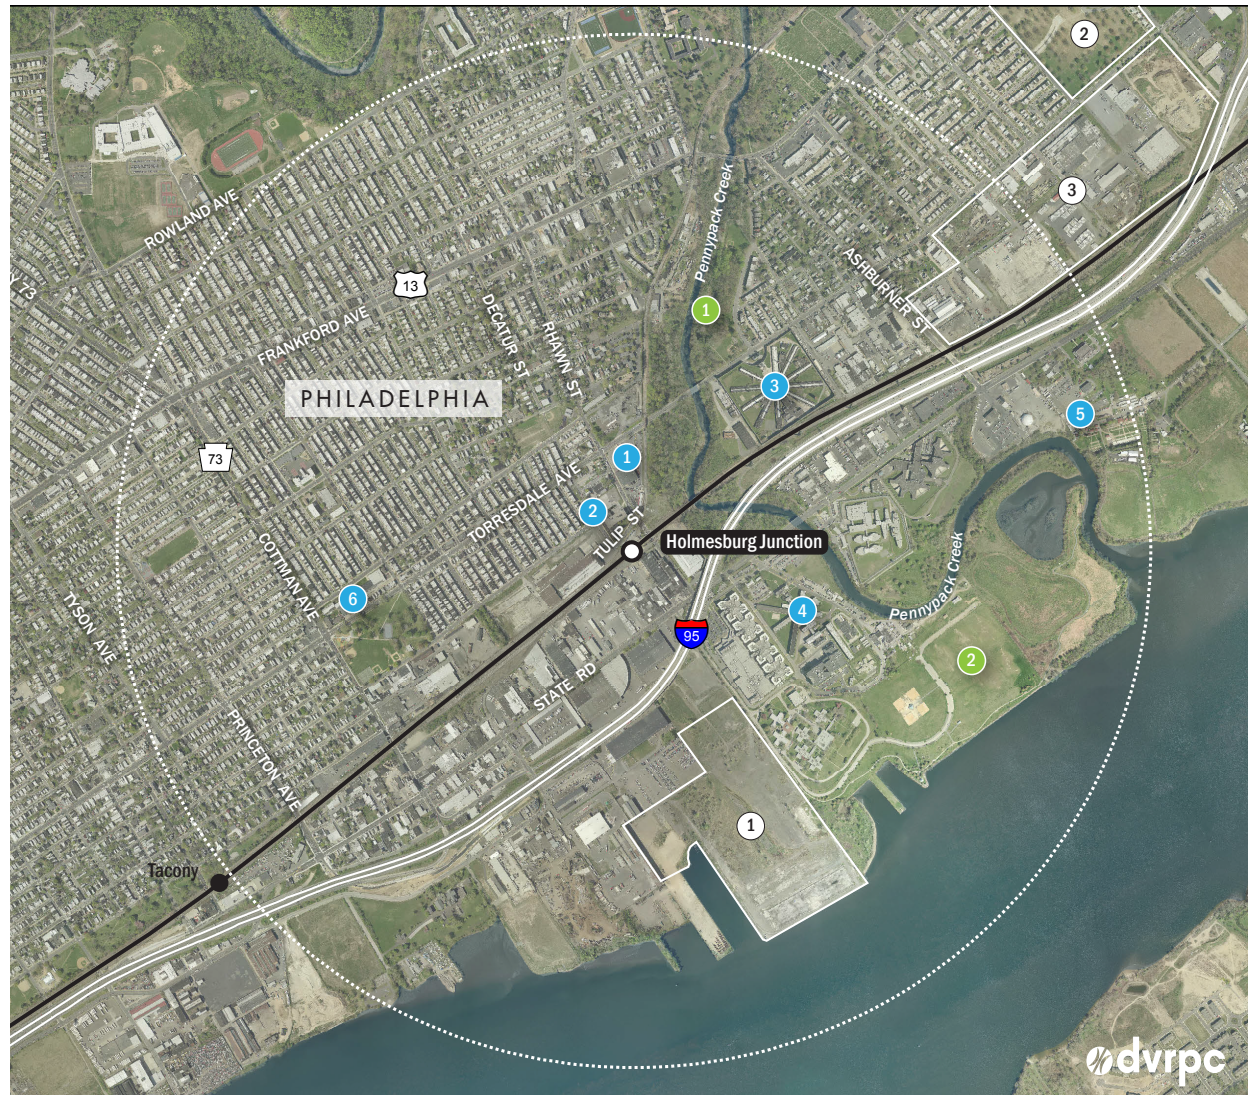 2
3
ROWLAND AVE
Pennypack Creek
Y 73
13
ASHBURNER ST
1
FRANKFORD AVE
DECATUR ST
RHAWN ST
PHILADELPHIA
3
5
73
1
TORRESDALE AVE
2
TULIP ST
Holmesburg Junction
COTTMAN AVE
Pennypack Creek
6
TYSON AVE
4
95
2
STATE RD
PRINCETON AVE
1
Tacony
dvrpc